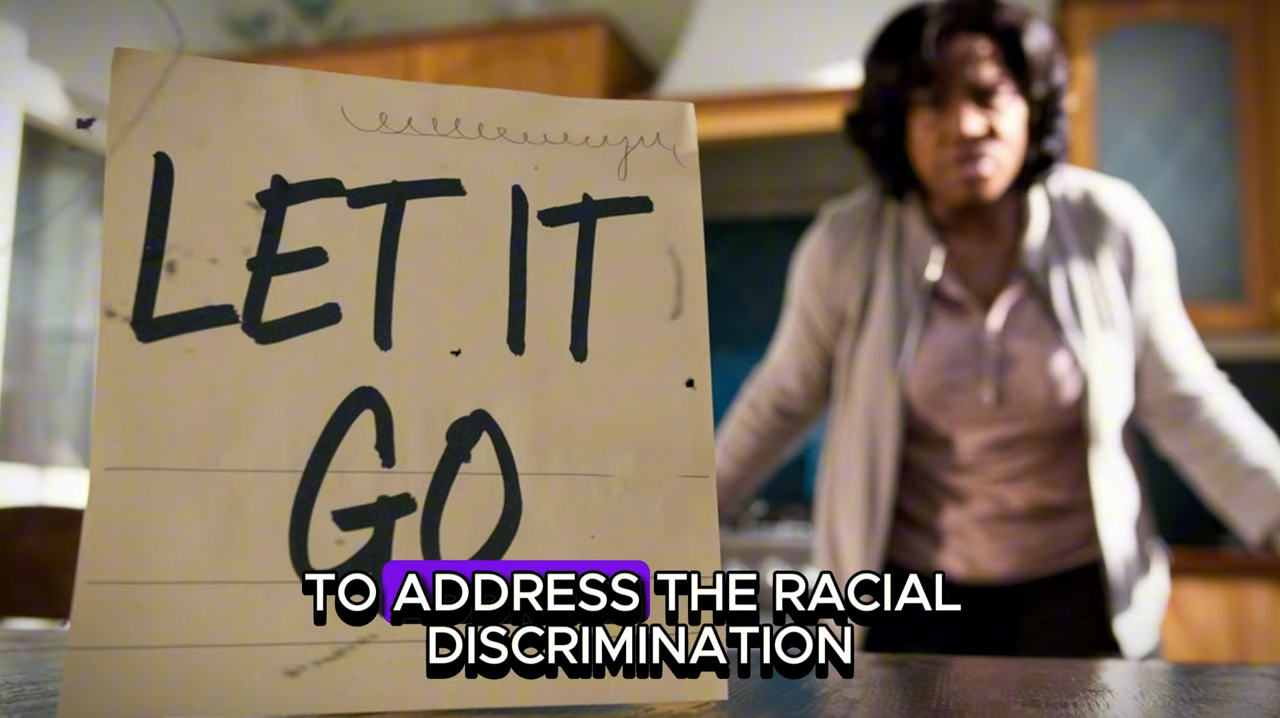 LET IT
GO
TO ADDRESS THE RACIAL
DISCRIMINATION